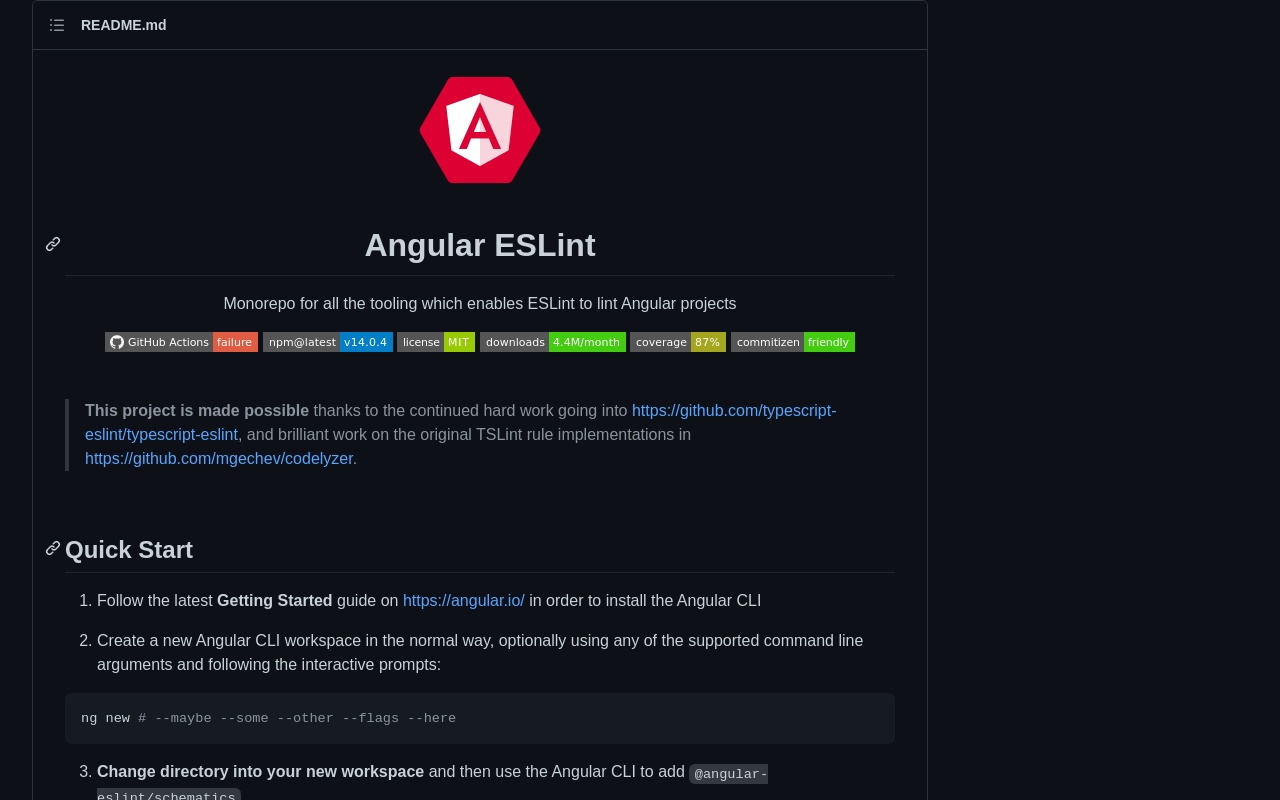 README.md
Angular ESLint
Monorepo for all the tooling which enables ESLint to lint Angular projects
GitHub Actions failure npm@latest v14.0.4 license MIT downloads 4.4M/month coverage 87% commitizen friendly
This project is made possible thanks to the continued hard work going into https://github.com/typescript-
eslint/typescript-eslint, and brilliant work on the original TSLint rule implementations in
https://github.com/mgechev/codelyzer.
Quick Start
1. Follow the latest Getting Started guide on https://angular.io/ in order to install the Angular CLI
2. Create a new Angular CLI workspace in the normal way, optionally using any of the supported command line
arguments and following the interactive prompts:
ng new # --maybe --some --other --flags --here
3. Change directory into your new workspace and then use the Angular CLI to add @angular-
eslint/schematics